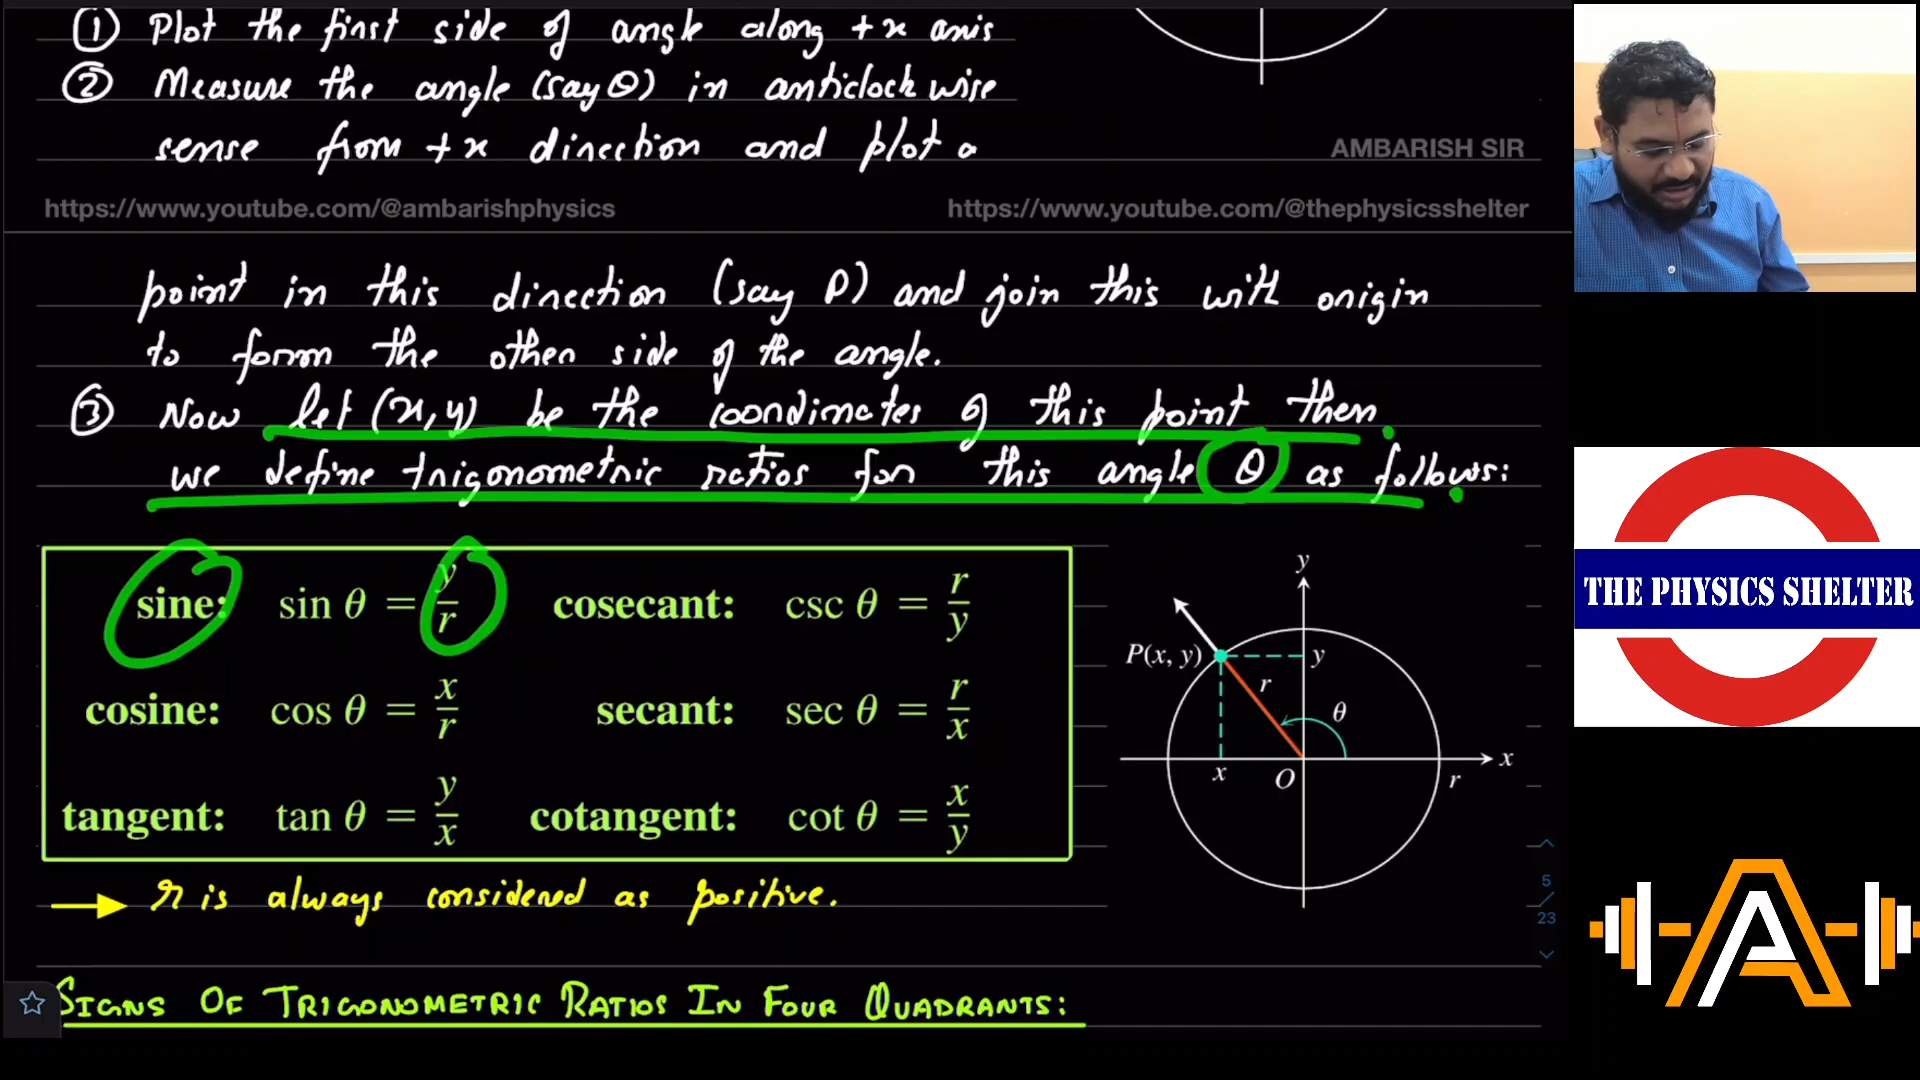 ① Plot the first side of angle along +x axis
② Measure the angle (say θ) in anticlockwise
sense from +x direction and plot a
AMBARISH SIR
https://www.youtube.com/@ambarishphysics
https://www.youtube.com/@thephysicsshelter
point in this direction (say P) and join this with origin
to form the other side of the angle.
③ Now let (x,y) be the coordinates of this point then
we define trigonometric ratios for this angle θ as follows:
sine: sin θ = y/r cosecant: csc θ = r/y
cosine: cos θ = x/r secant: sec θ = r/x
tangent: tan θ = y/x cotangent: cot θ = x/y
y
P(x, y)
y
r
θ
x
x
O
r
→ r is always considered as positive.
SIGNS OF TRIGONOMETRIC RATIOS IN FOUR QUADRANTS:
5
/
23
THE PHYSICS SHELTER
A